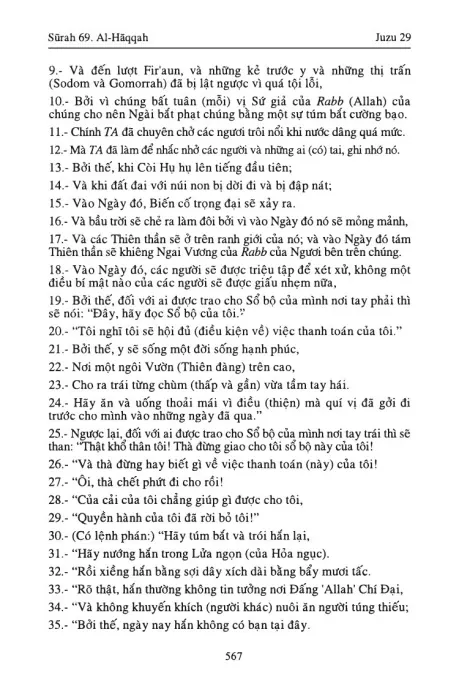 Sūrah 69. Al-Hāqqah Juzu 29
9.- Và đến lượt Fir'aun, và những kẻ trước y và những thị trấn
(Sodom và Gomorrah) đã bị lật ngược vì quá tội lỗi,
10.- Bởi vì chúng bất tuân (mỗi) vị Sứ giả của Rabb (Allah) của
chúng cho nên Ngài bắt phạt chúng bằng một sự túm bắt cường bạo.
11.- Chính TA đã chuyên chở các ngươi trôi nổi khi nước dâng quá mức.
12.- Mà TA đã làm để nhắc nhở các người và những ai (có) tai, ghi nhớ nó.
13.- Bởi thế, khi Còi Hụ hụ lên tiếng đầu tiên;
14.- Và khi đất đai với núi non bị dời đi và bị đập nát;
15.- Vào Ngày đó, Biến cố trọng đại sẽ xảy ra.
16.- Và bầu trời sẽ chẻ ra làm đôi bởi vì vào Ngày đó nó sẽ mỏng mảnh,
17.- Và các Thiên thần sẽ ở trên ranh giới của nó; và vào Ngày đó tám
Thiên thần sẽ khiêng Ngai Vương của Rabb của Ngươi bên trên chúng.
18.- Vào Ngày đó, các người sẽ được triệu tập để xét xử, không một
điều bí mật nào của các người sẽ được giấu nhẹm nữa,
19.- Bởi thế, đối với ai được trao cho Sổ bộ của mình nơi tay phải thì
sẽ nói: “Đây, hãy đọc Sổ bộ của tôi.”
20.- “Tôi nghĩ tôi sẽ hội đủ (điều kiện về) việc thanh toán của tôi.”
21.- Bởi thế, y sẽ sống một đời sống hạnh phúc,
22.- Nơi một ngôi Vườn (Thiên đàng) trên cao,
23.- Cho ra trái từng chùm (thấp và gần) vừa tầm tay hái.
24.- Hãy ăn và uống thoải mái vì điều (thiện) mà quí vị đã gởi đi
trước cho mình vào những ngày đã qua.”
25.- Ngược lại, đối với ai được trao cho Sổ bộ của mình nơi tay trái thì sẽ
than: “Thật khổ thân tôi! Thà đừng giao cho tôi sổ bộ này của tôi!
26.- “Và thà đừng hay biết gì về việc thanh toán (này) của tôi!
27.- “Ôi, thà chết phứt đi cho rồi!
28.- “Của cải của tôi chẳng giúp gì được cho tôi,
29.- “Quyền hành của tôi đã rời bỏ tôi!”
30.- (Có lệnh phán:) “Hãy túm bắt và trói hắn lại,
31.- “Hãy nướng hắn trong Lửa ngọn (của Hỏa ngục).
32.- “Rồi xiềng hắn bằng sợi dây xích dài bằng bẩy mươi tấc.
33.- “Rõ thật, hắn thường không tin tưởng nơi Đấng 'Allah' Chí Đại,
34.- “Và không khuyến khích (người khác) nuôi ăn người túng thiếu;
35.- “Bởi thế, ngày nay hắn không có bạn tại đây.
567